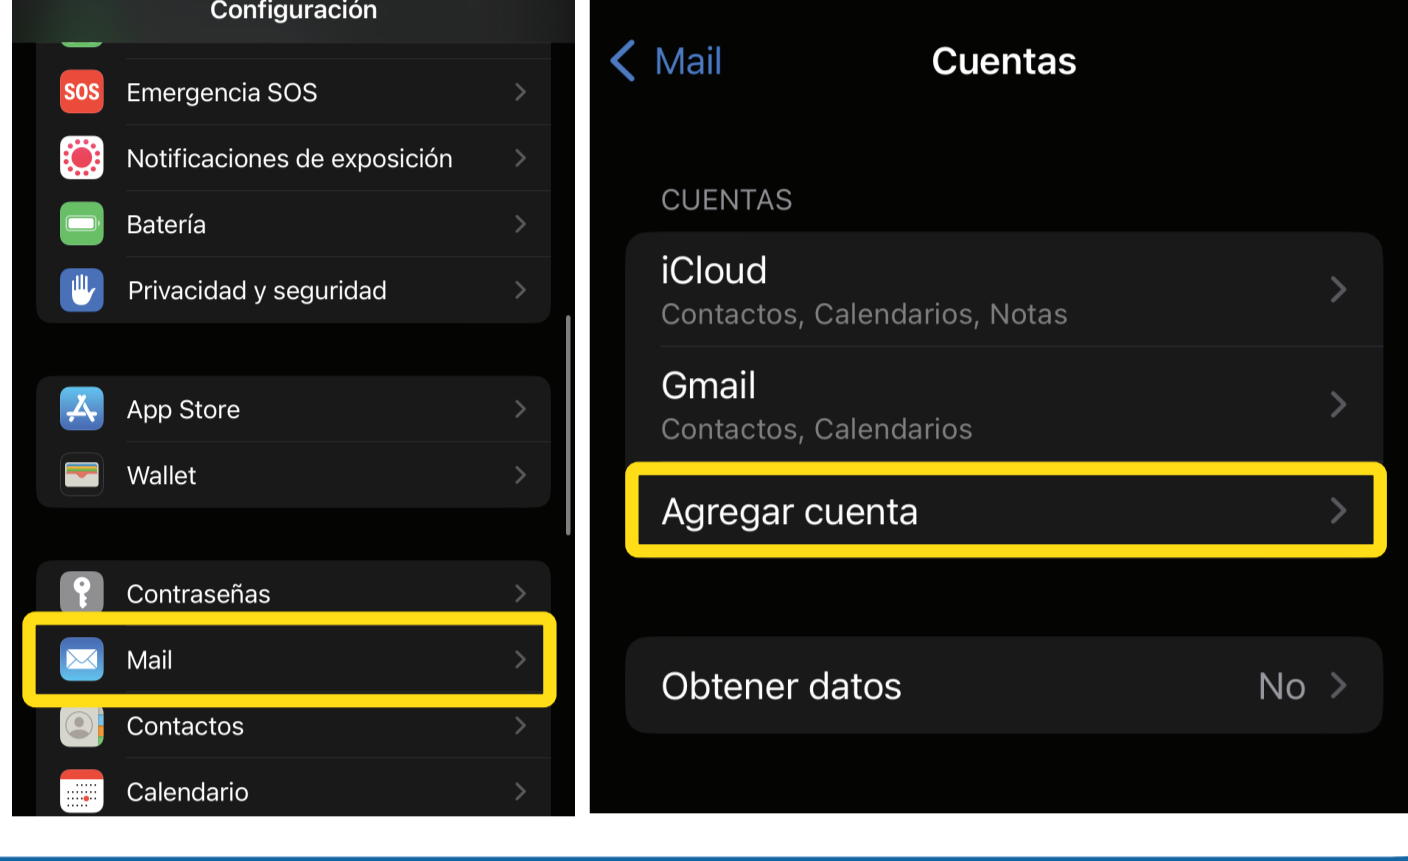 Configuración
SOS Emergencia SOS
Notificaciones de exposición
Batería
Privacidad y seguridad
App Store
Wallet
Contraseñas
Mail
Contactos
Calendario
Mail Cuentas
CUENTAS
iCloud
Contactos, Calendarios, Notas
Gmail
Contactos, Calendarios
Agregar cuenta
Obtener datos No